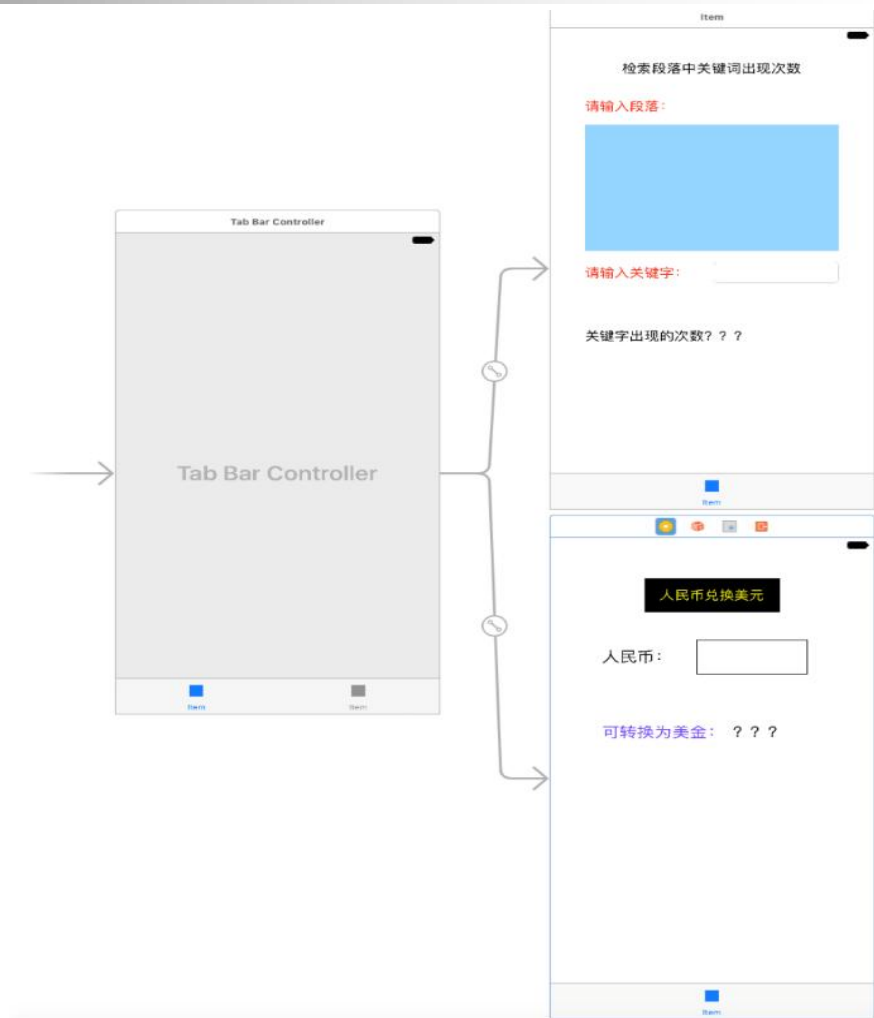 Item
检索段落中关键词出现次数
请输入段落：
请输入关键字：
关键字出现的次数？？？
Item
Tab Bar Controller
Tab Bar Controller
Item
Item
人民币兑换美元
人民币：
可转换为美金： ？？？
Item